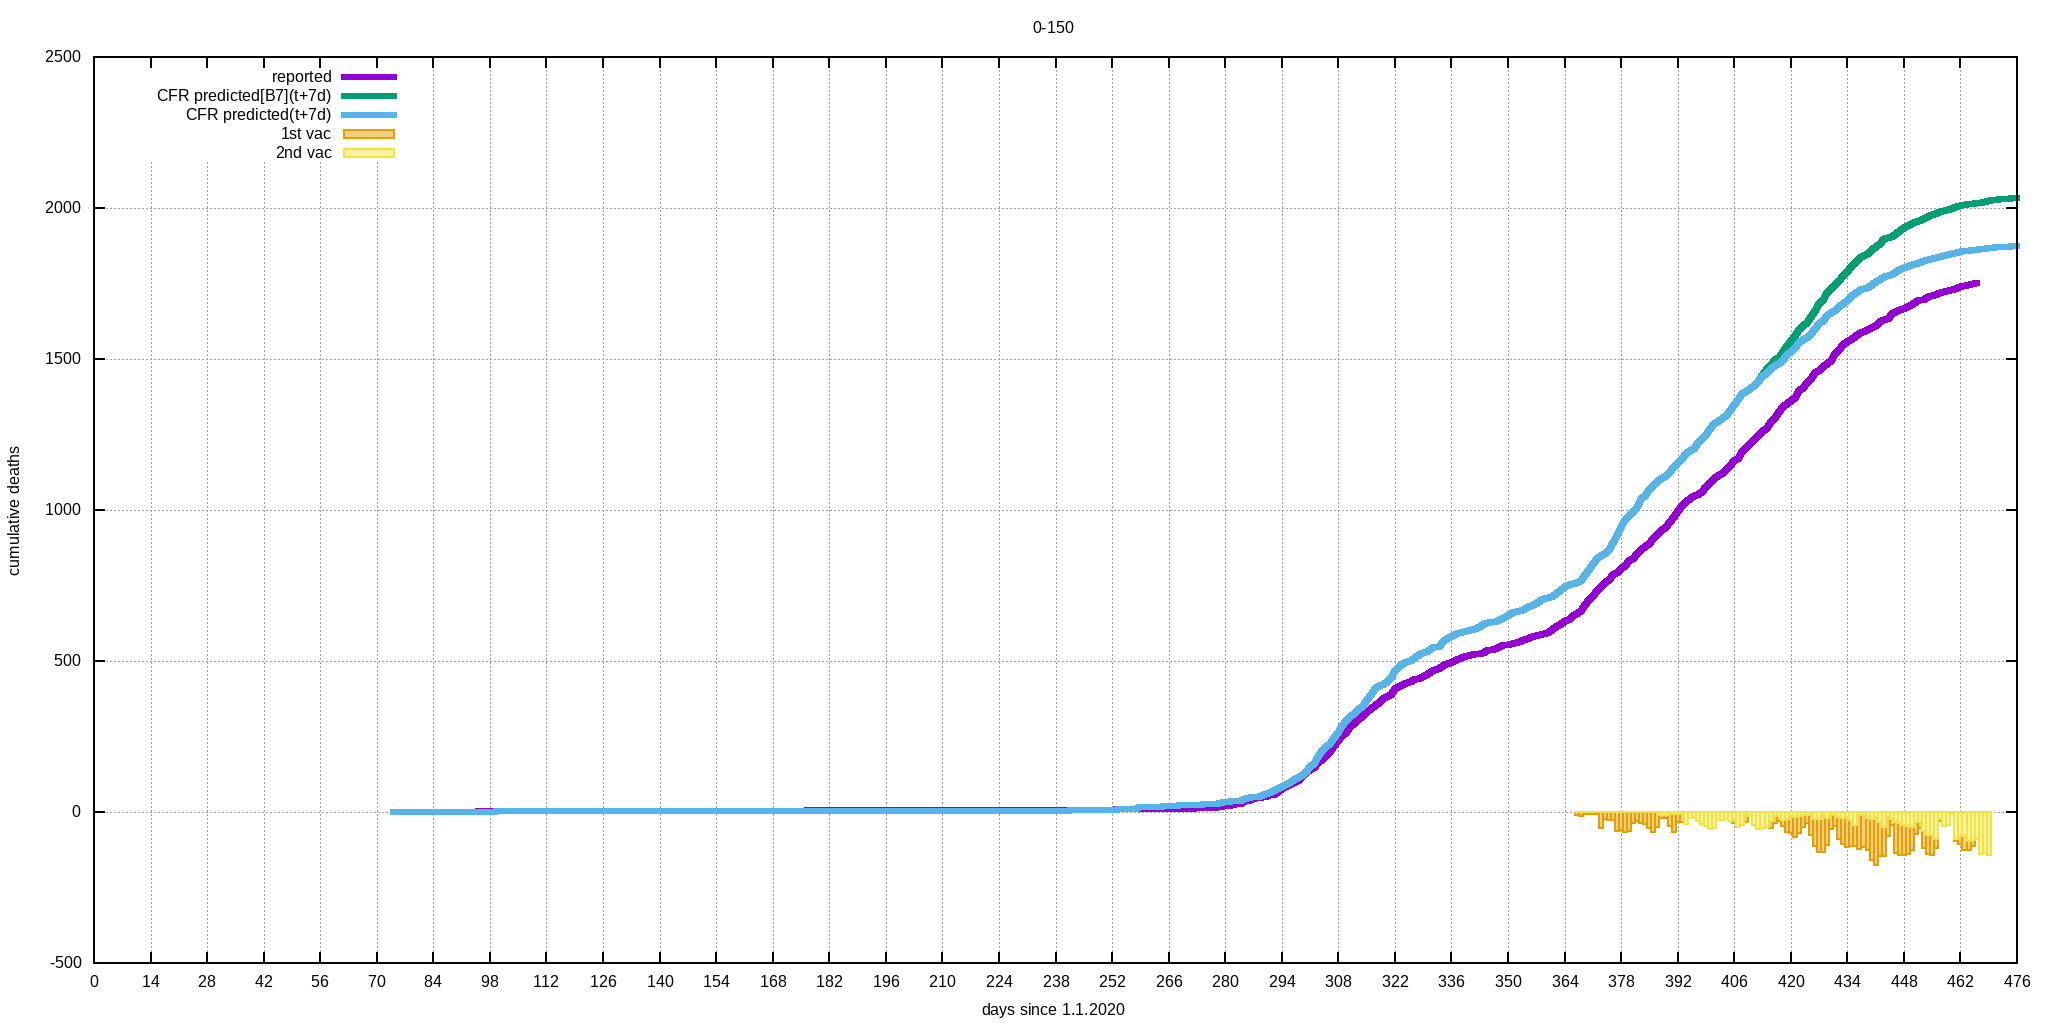 0-150
2500
2000
1500
1000
500
0
-500
reported
CFR predicted[B7](t+7d)
CFR predicted(t+7d)
1st vac
2nd vac
cumulative deaths
0 14 28 42 56 70 84 98 112 126 140 154 168 182 196 210 224 238 252 266 280 294 308 322 336 350 364 378 392 406 420 434 448 462 476
days since 1.1.2020